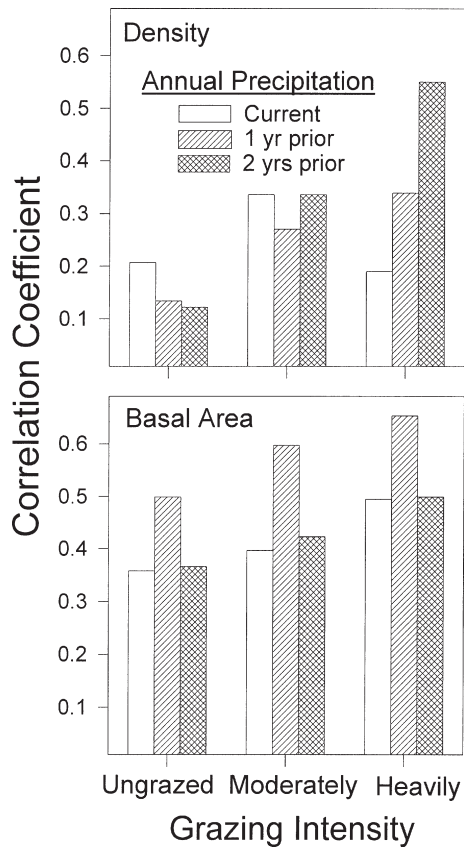 Density
Annual Precipitation
Current
1 yr prior
2 yrs prior
0.6
0.5
0.4
0.3
0.2
0.1
Correlation Coefficient
Basal Area
0.6
0.5
0.4
0.3
0.2
0.1
Ungrazed Moderately Heavily
Grazing Intensity